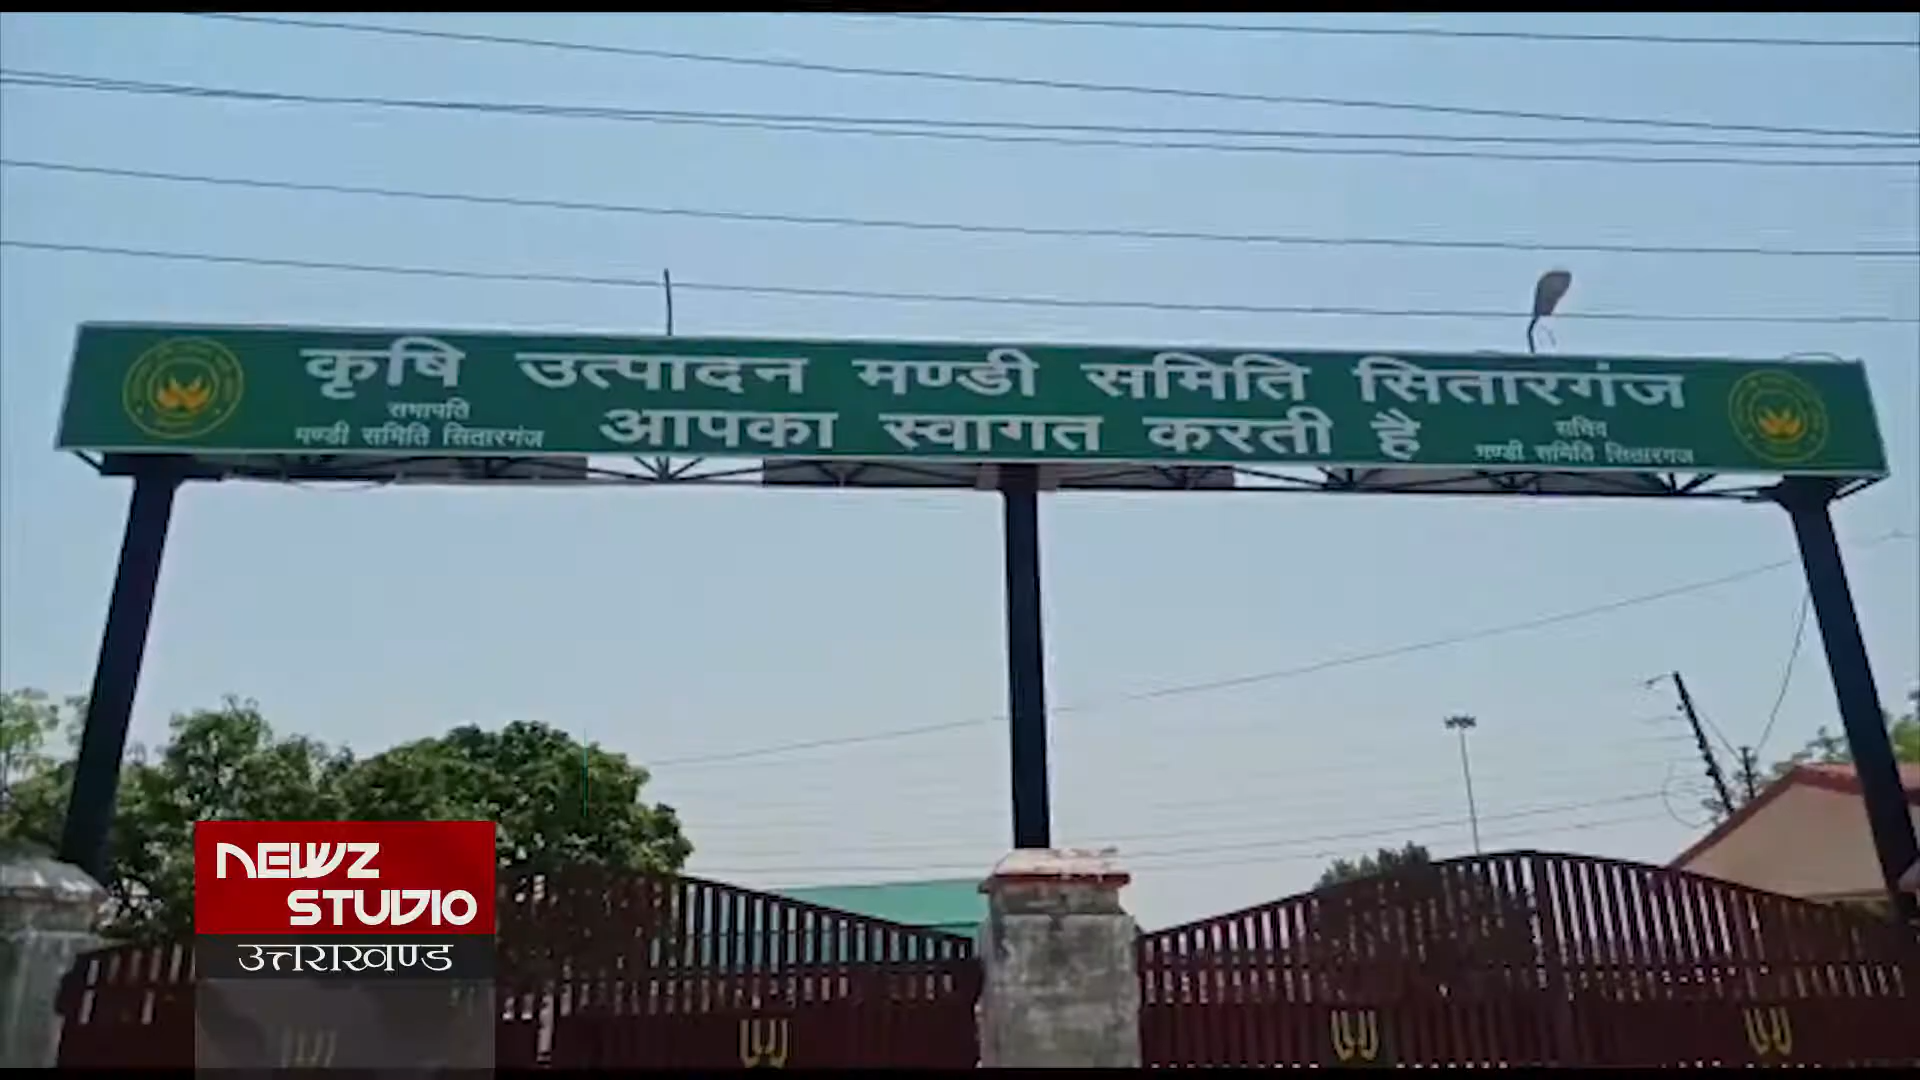 कृषि उत्पादन मण्डी समिति सितारगंज
आपका स्वागत करती है
सभापति
मण्डी समिति सितारगंज
सचिव
मण्डी समिति सितारगंज
NEWZ
STUDIO
उत्तराखण्ड